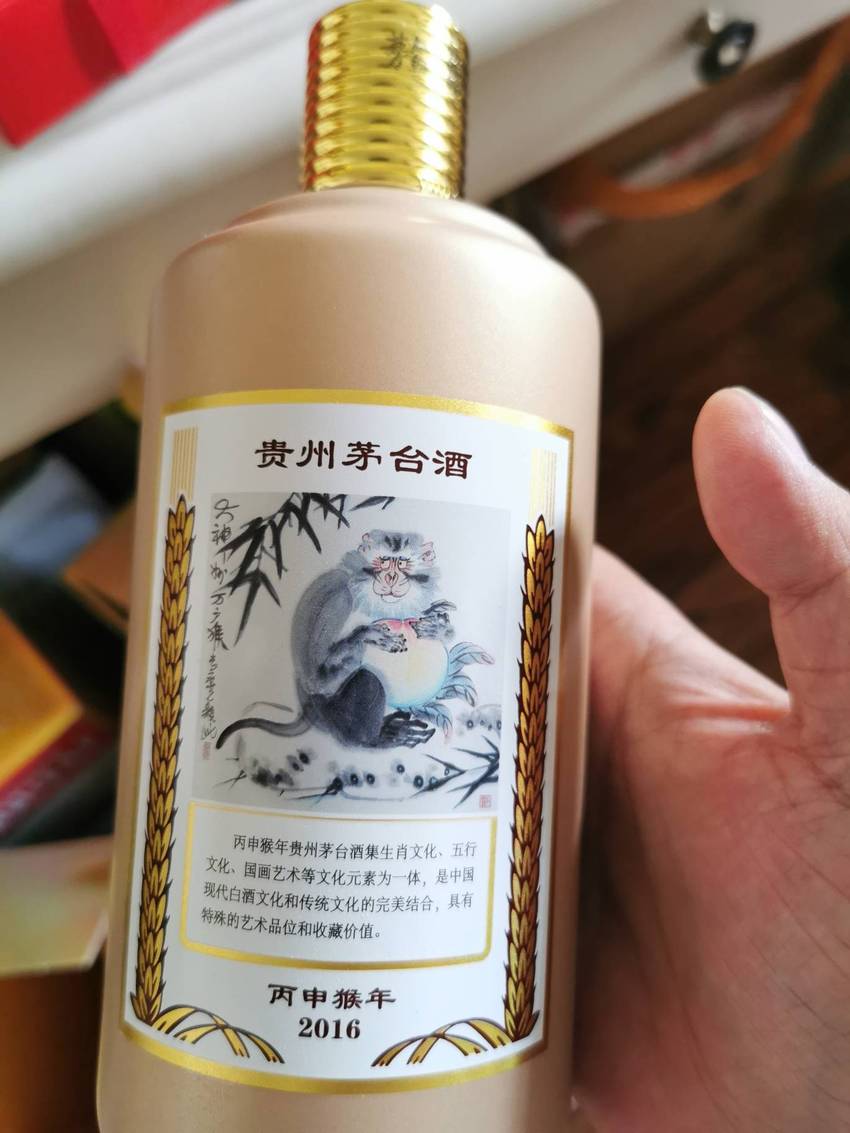 贵州茅台酒
丙申猴年贵州茅台酒集生肖文化、五行
文化、国画艺术等文化元素为一体，是中国
现代白酒文化和传统文化的完美结合，具有
特殊的艺术品位和收藏价值。
丙申猴年
2016